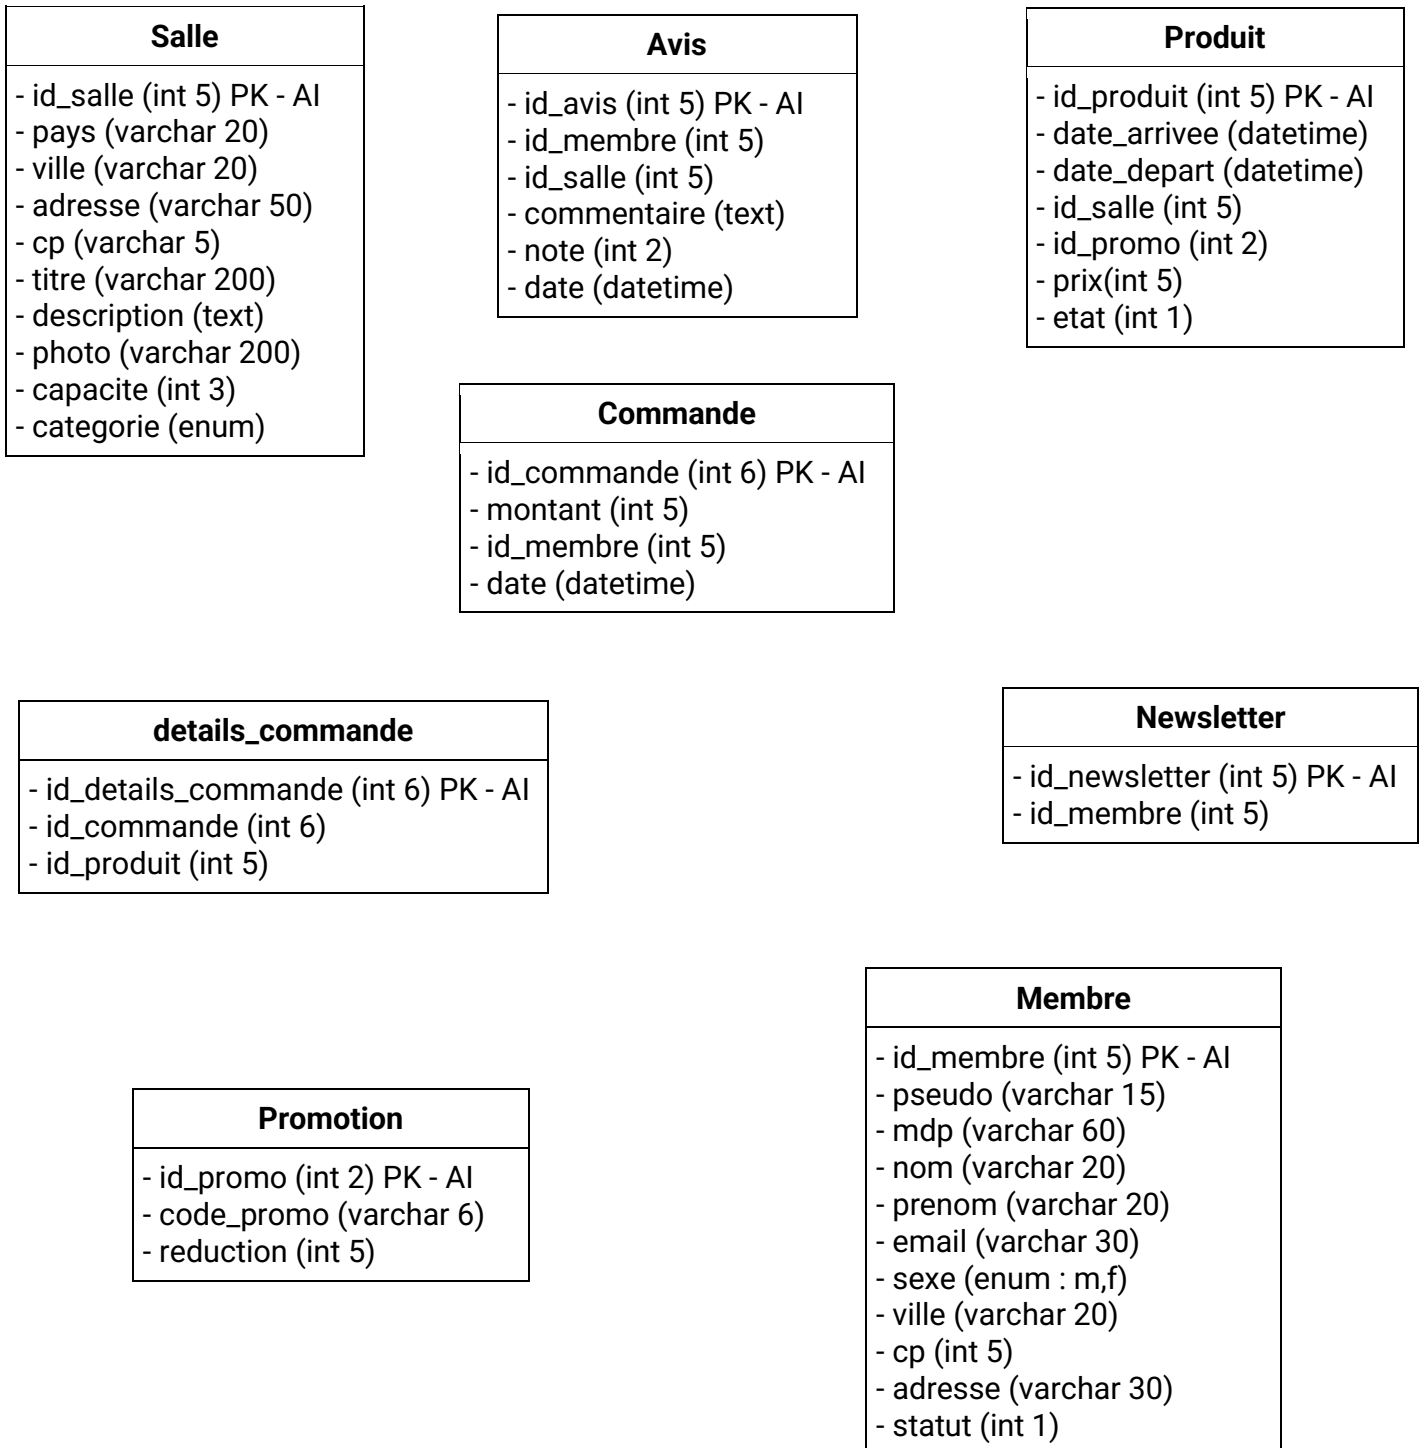 Salle
- id_salle (int 5) PK - AI
- pays (varchar 20)
- ville (varchar 20)
- adresse (varchar 50)
- cp (varchar 5)
- titre (varchar 200)
- description (text)
- photo (varchar 200)
- capacite (int 3)
- categorie (enum)
Avis
- id_avis (int 5) PK - AI
- id_membre (int 5)
- id_salle (int 5)
- commentaire (text)
- note (int 2)
- date (datetime)
Produit
- id_produit (int 5) PK - AI
- date_arrivee (datetime)
- date_depart (datetime)
- id_salle (int 5)
- id_promo (int 2)
- prix(int 5)
- etat (int 1)
Commande
- id_commande (int 6) PK - AI
- montant (int 5)
- id_membre (int 5)
- date (datetime)
details_commande
- id_details_commande (int 6) PK - AI
- id_commande (int 6)
- id_produit (int 5)
Newsletter
- id_newsletter (int 5) PK - AI
- id_membre (int 5)
Promotion
- id_promo (int 2) PK - AI
- code_promo (varchar 6)
- reduction (int 5)
Membre
- id_membre (int 5) PK - AI
- pseudo (varchar 15)
- mdp (varchar 60)
- nom (varchar 20)
- prenom (varchar 20)
- email (varchar 30)
- sexe (enum : m,f)
- ville (varchar 20)
- cp (int 5)
- adresse (varchar 30)
- statut (int 1)